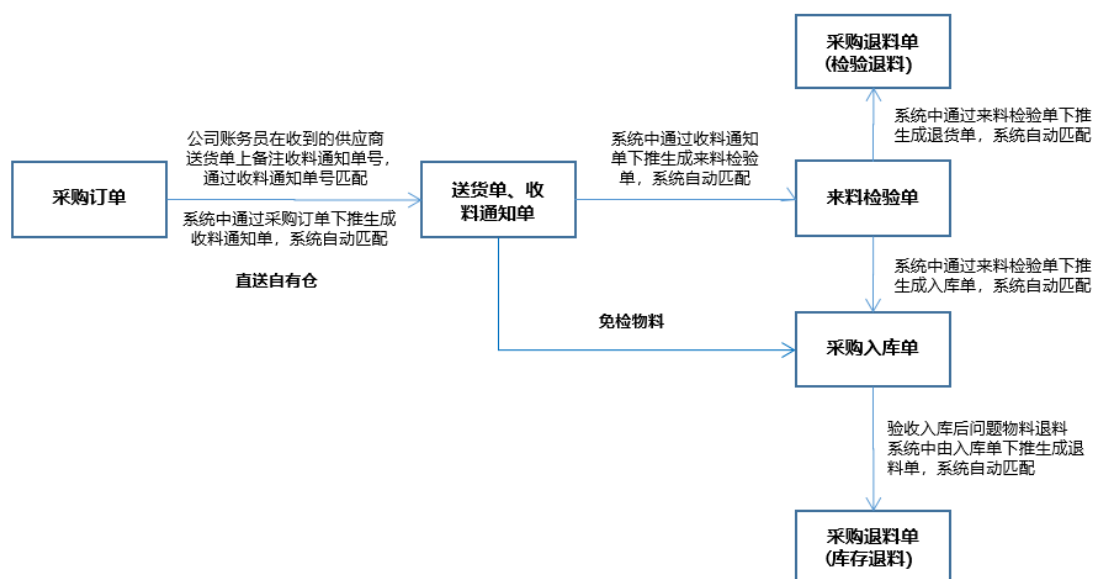 采购退料单
(检验退料)
系统中通过来料检验单下推
生成退货单，系统自动匹配
公司账务员在收到的供应商
送货单上备注收料通知单号，
通过收料通知单号匹配
系统中通过收料通知
单下推生成来料检验
单，系统自动匹配
采购订单
送货单、收
料通知单
来料检验单
系统中通过采购订单下推生成
收料通知单，系统自动匹配
直送自有仓
系统中通过来料检验单下推
生成入库单，系统自动匹配
免检物料
采购入库单
验收入库后问题物料退料
系统中由入库单下推生成退
料单，系统自动匹配
采购退料单
(库存退料)